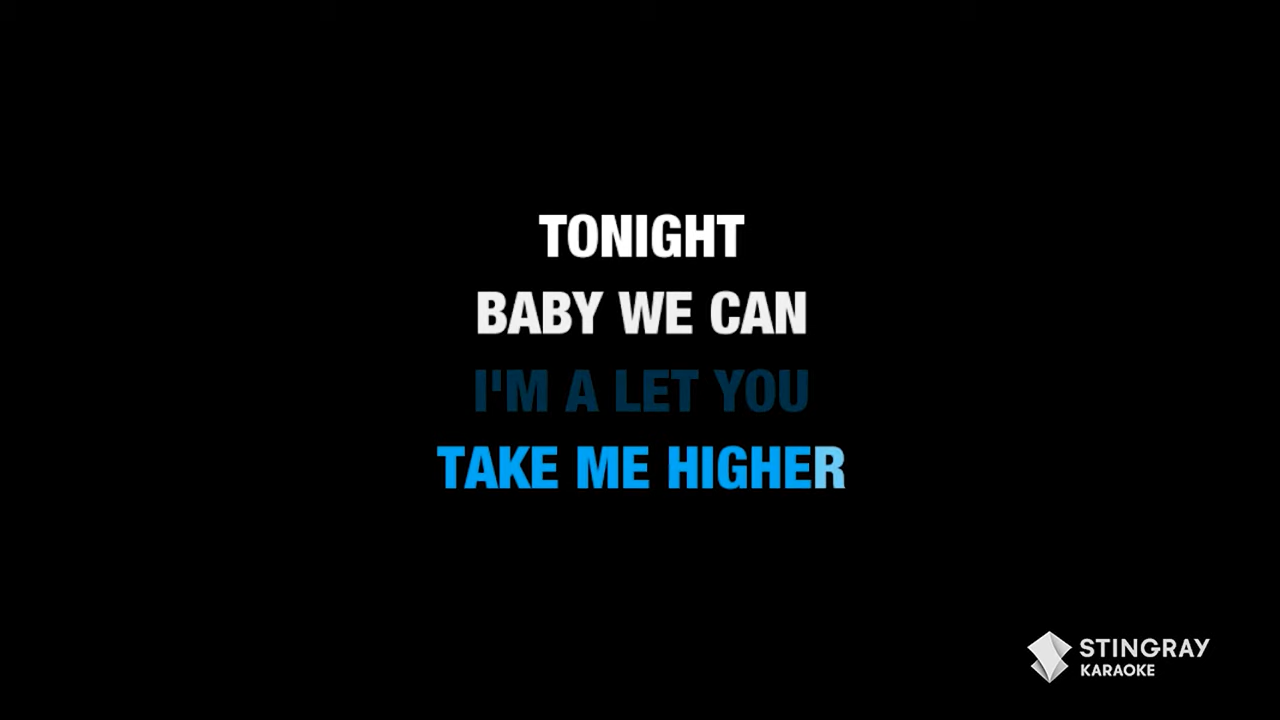 TONIGHT
BABY WE CAN
I'M A LET YOU
TAKE ME HIGHER
STINGRAY
KARAOKE